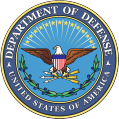 DEPARTMENT OF DEFENSE
UNITED STATES OF AMERICA